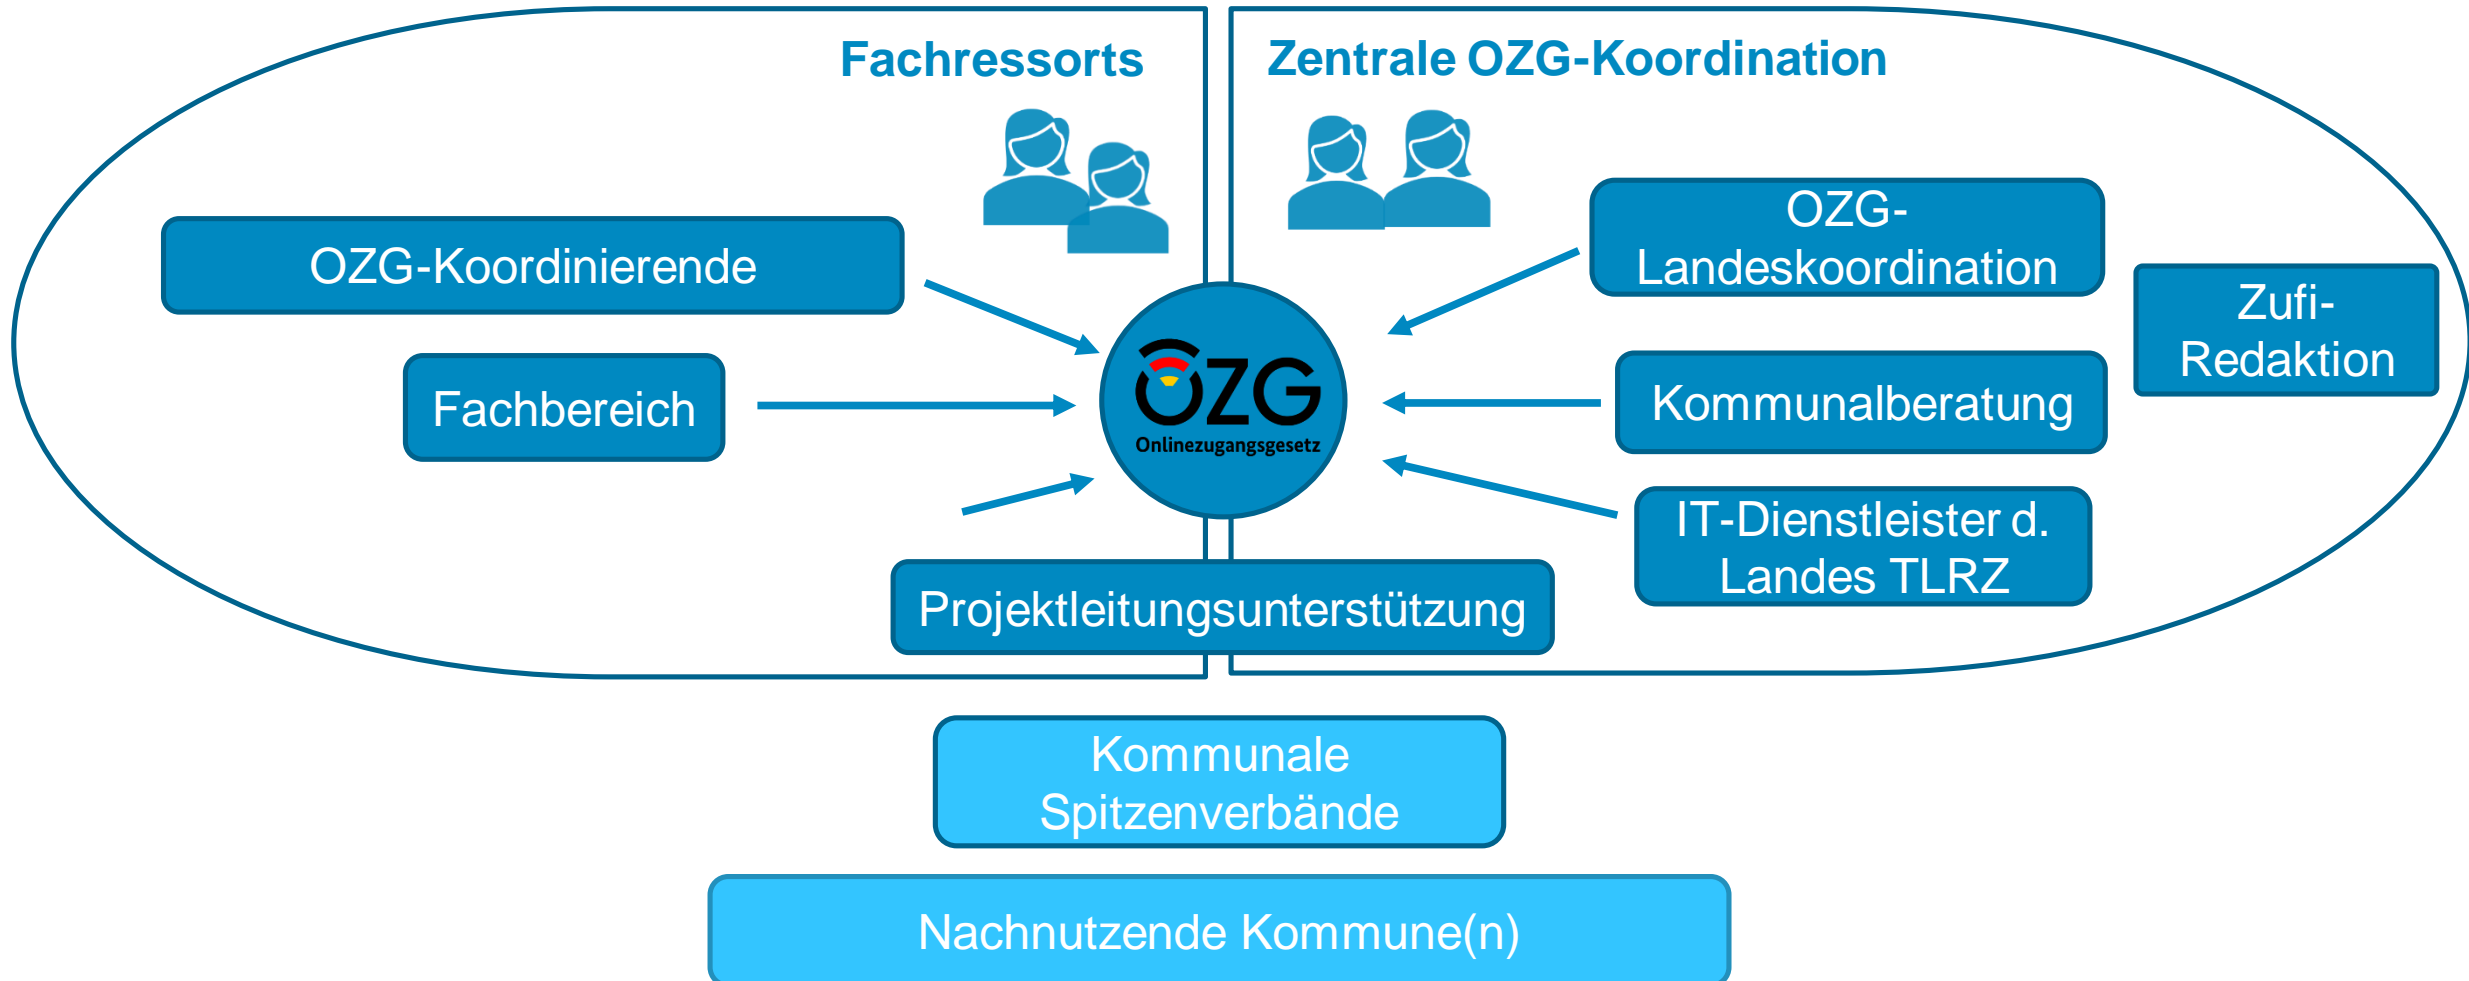 Fachressorts
Zentrale OZG-Koordination
OZG-Koordinierende
Fachbereich
OZG
Onlinezugangsgesetz
OZG-
Landeskoordination
Zufi-
Redaktion
Kommunalberatung
IT-Dienstleister d.
Landes TLRZ
Projektleitungsunterstützung
Kommunale
Spitzenverbände
Nachnutzende Kommune(n)